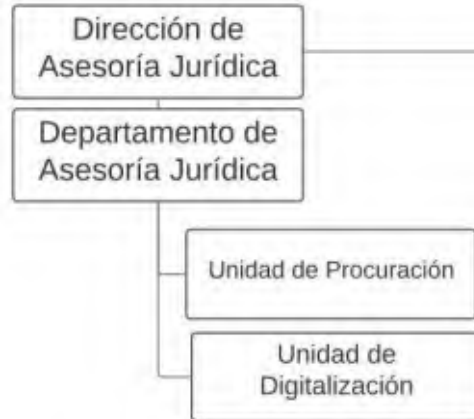 Dirección de
Asesoría Jurídica
Departamento de
Asesoría Jurídica
Unidad de Procuración
Unidad de
Digitalización